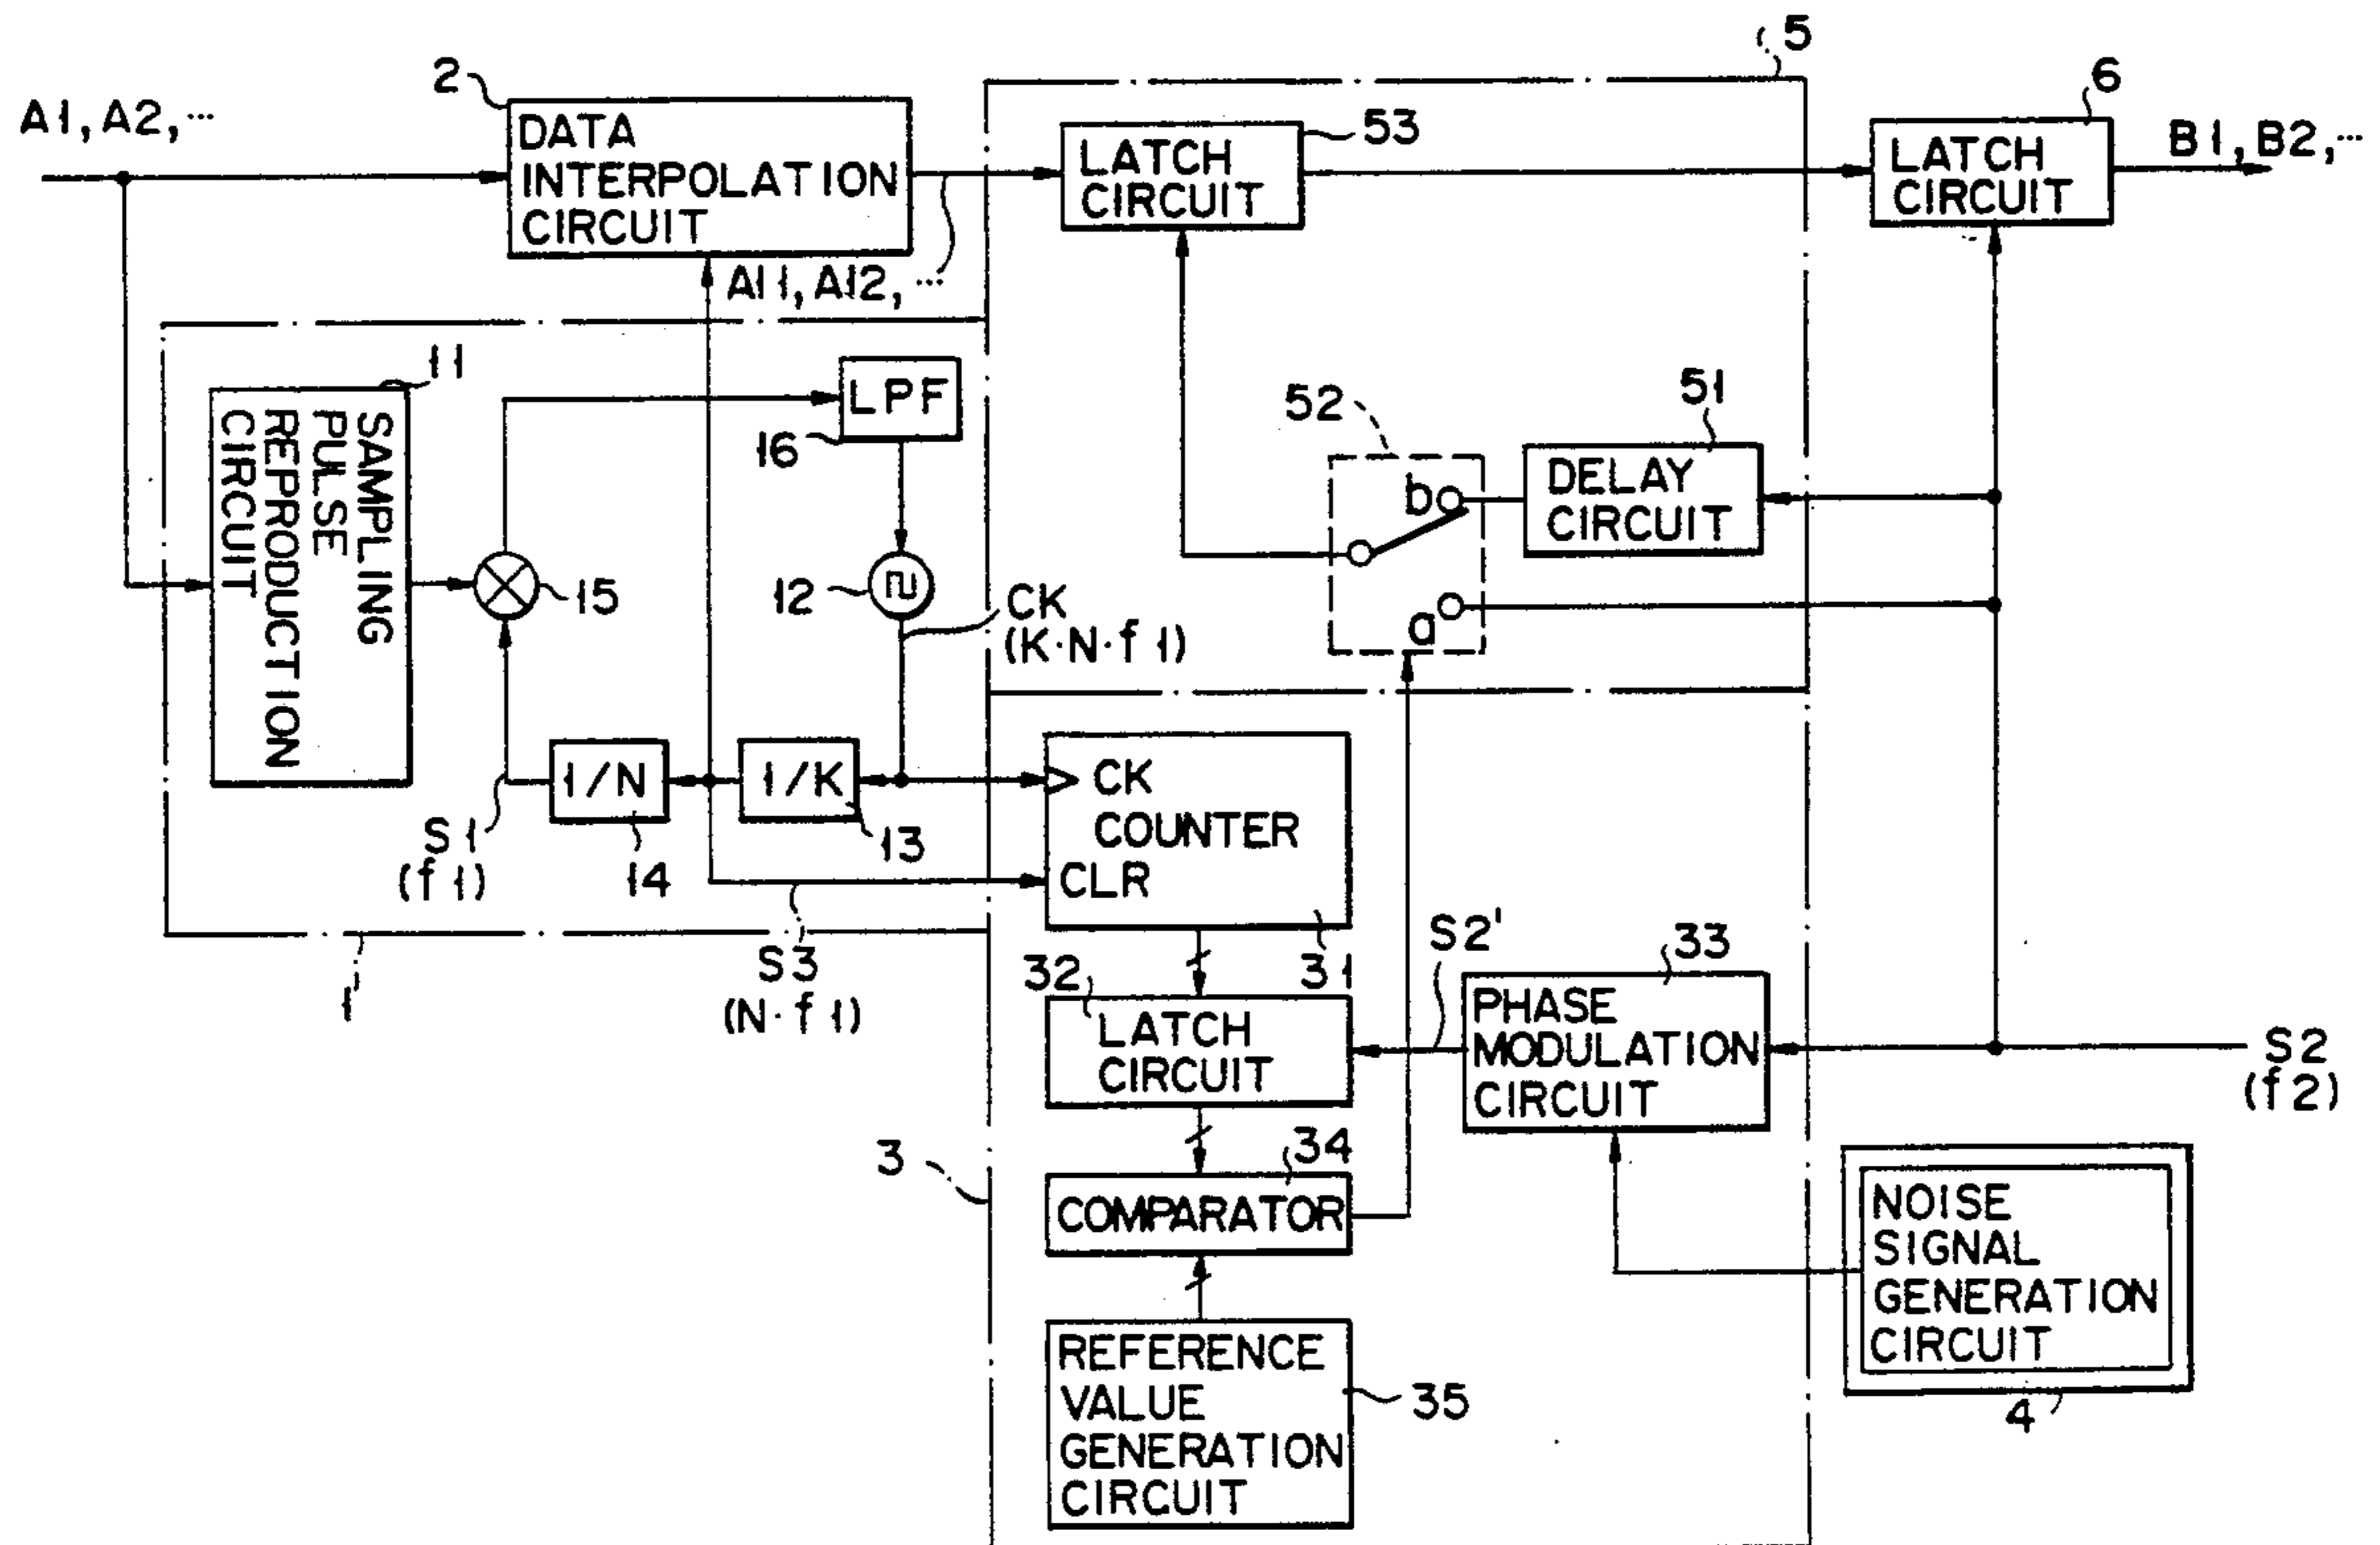 5
2
6
A1, A2, ...
DATA
INTERPOLATION
CIRCUIT
53
LATCH
CIRCUIT
LATCH
CIRCUIT
B1, B2, ...
A11, A12, ...
11
SAMPLING
PULSE
REPRODUCTION
CIRCUIT
LPF
16
52
51
b
DELAY
CIRCUIT
15
12
CK
(K·N·f1)
a
1/N
1/K
CK
COUNTER
CLR
S1
(f1)
14
13
31
1
S3
(N·f1)
32
S2'
33
LATCH
CIRCUIT
PHASE
MODULATION
CIRCUIT
S2
(f2)
3
34
COMPARATOR
NOISE
SIGNAL
GENERATION
CIRCUIT
4
REFERENCE
VALUE
GENERATION
CIRCUIT
35